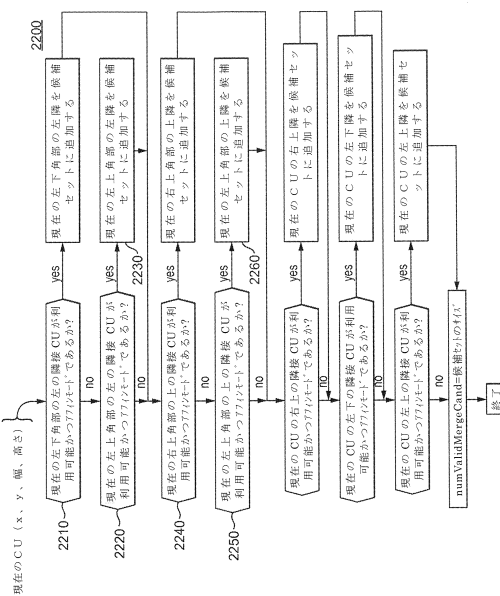 2200
現在のCU(x、y、幅、高さ)
2210
現在の左下角部の左の隣接CUが利
用可能かつアフィンモードであるか?
yes
現在の左下角部の左隣を候補
セットに追加する
no
2220
現在の左上角部の左の隣接CUが
利用可能かつアフィンモードであるか?
yes
現在の左上角部の左隣を候補
セットに追加する
2230
no
2240
現在の右上角部の上の隣接CUが利
用可能かつアフィンモードであるか?
yes
現在の右上角部の上隣を候補
セットに追加する
no
2250
現在の左上角部の上の隣接CUが
利用可能かつアフィンモードであるか?
yes
現在の左上角部の上隣を候補
セットに追加する
2260
no
現在のCUの右上の隣接CUが利用
可能かつアフィンモードであるか?
yes
現在のCUの右上隣を候補セッ
トに追加する
no
現在のCUの左下の隣接CUが利用
可能かつアフィンモードであるか?
yes
現在のCUの左下隣を候補セッ
トに追加する
no
現在のCUの左上の隣接CUが利
用可能かつアフィンモードであるか?
yes
現在のCUの左上隣を候補セ
ットに追加する
no
numValidMergeCand=候補セットのサイズ
終了